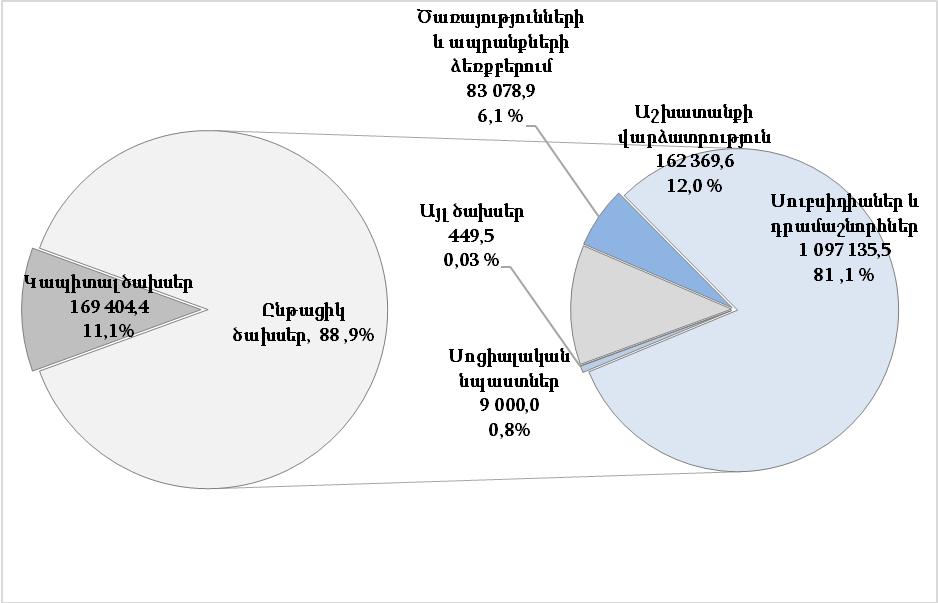 Ծառայությունների
և ապրանքների
ձեռքբերում
83 078,9
6,1 %
Աշխատանքի
վարձատրություն
162 369,6
12,0 %
Սուբսիդիաներ և
դրամաշնորհներ
1 097 135,5
81 ,1 %
Այլ ծախսեր
449,5
0,03 %
Կապիտալ ծախսեր
169 404,4
11,1%
Ընթացիկ
ծախսեր, 88 ,9%
Սոցիալական
նպաստներ
9 000,0
0,8%